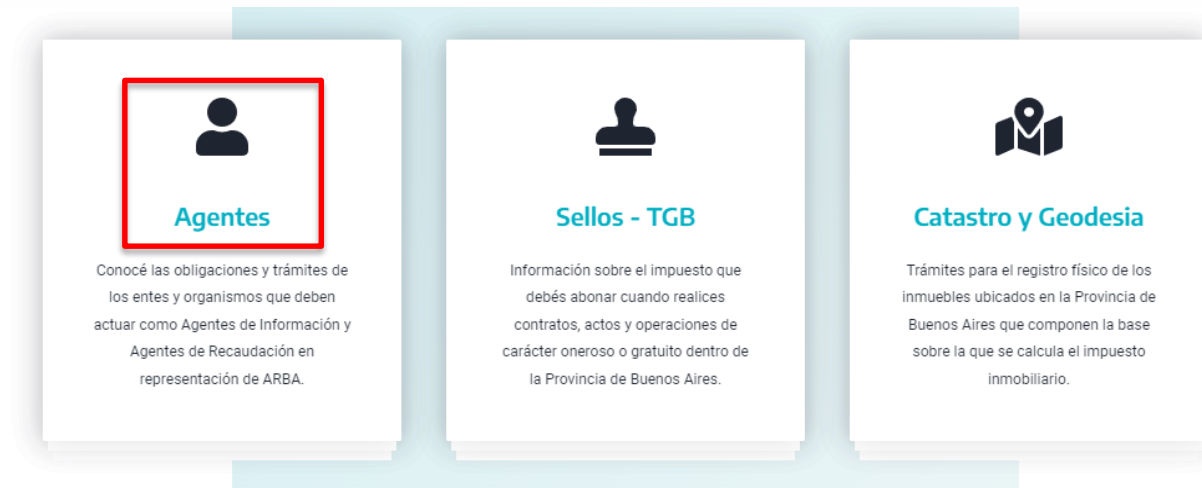 Agentes
Conocé las obligaciones y trámites de
los entes y organismos que deben
actuar como Agentes de Información y
Agentes de Recaudación en
representación de ARBA.
Sellos - TGB
Información sobre el impuesto que
debés abonar cuando realices
contratos, actos y operaciones de
carácter oneroso o gratuito dentro de
la Provincia de Buenos Aires.
Catastro y Geodesia
Trámites para el registro físico de los
inmuebles ubicados en la Provincia de
Buenos Aires que componen la base
sobre la que se calcula el impuesto
inmobiliario.